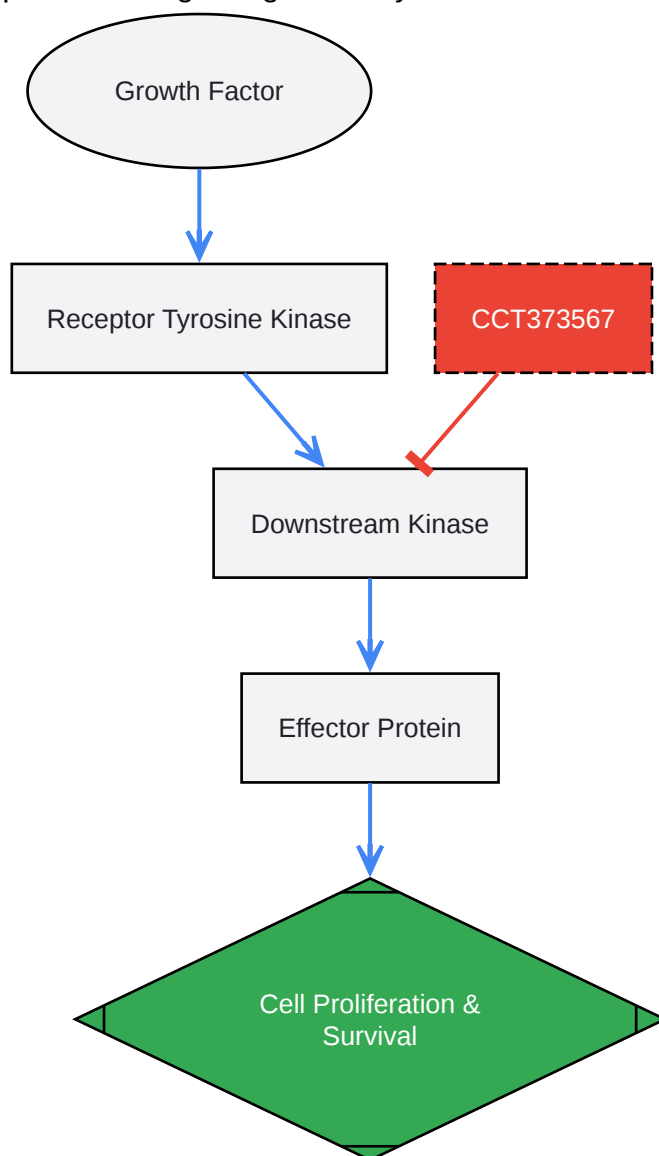 Growth Factor
Receptor Tyrosine Kinase
CCT373567
Downstream Kinase
Effector Protein
Cell Proliferation &
Survival